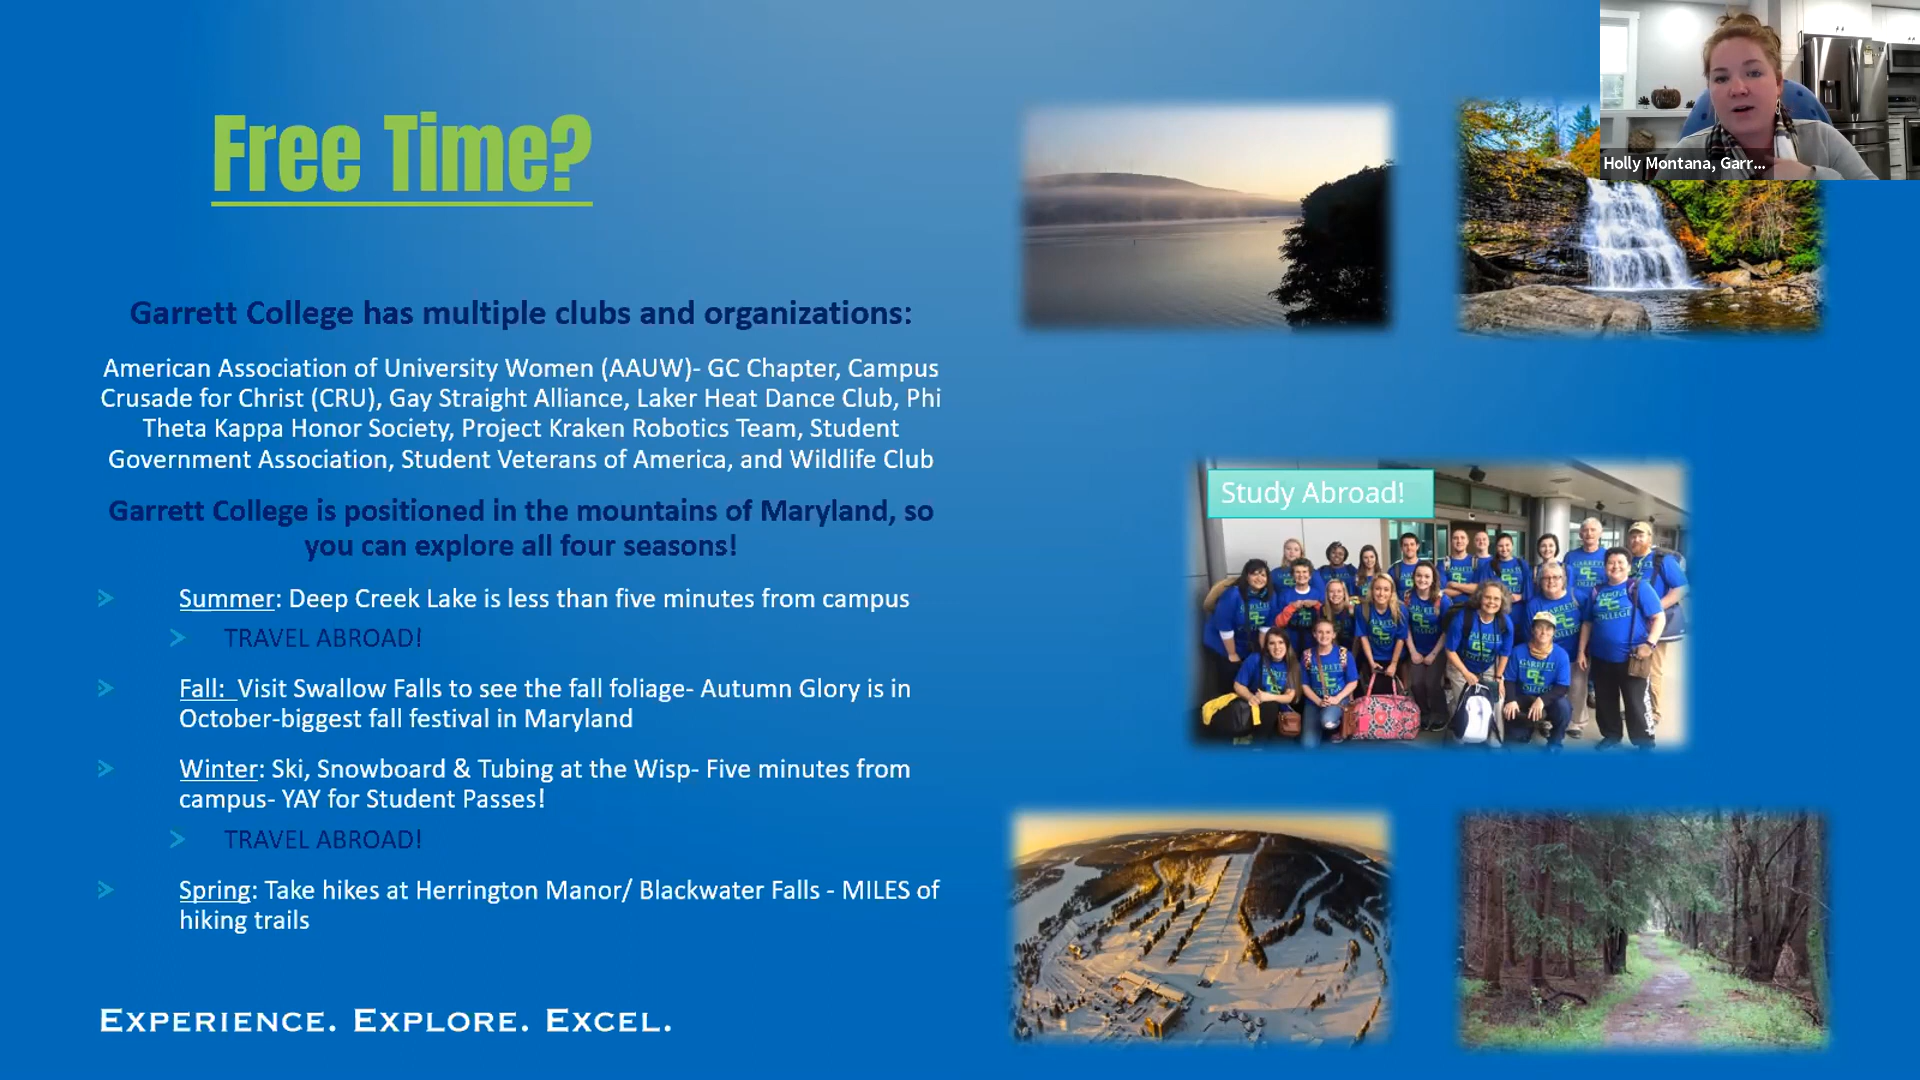 Free Time?
Garrett College has multiple clubs and organizations:
American Association of University Women (AAUW)- GC Chapter, Campus
Crusade for Christ (CRU), Gay Straight Alliance, Laker Heat Dance Club, Phi
Theta Kappa Honor Society, Project Kraken Robotics Team, Student
Government Association, Student Veterans of America, and Wildlife Club
Garrett College is positioned in the mountains of Maryland, so
you can explore all four seasons!
Summer: Deep Creek Lake is less than five minutes from campus
TRAVEL ABROAD!
Fall: Visit Swallow Falls to see the fall foliage- Autumn Glory is in
October-biggest fall festival in Maryland
Winter: Ski, Snowboard & Tubing at the Wisp- Five minutes from
campus- YAY for Student Passes!
TRAVEL ABROAD!
Spring: Take hikes at Herrington Manor/ Blackwater Falls - MILES of
hiking trails
EXPERIENCE. EXPLORE. EXCEL.
Holly Montana, Garr...
Study Abroad!
GARRETT
GC
COLLEGE